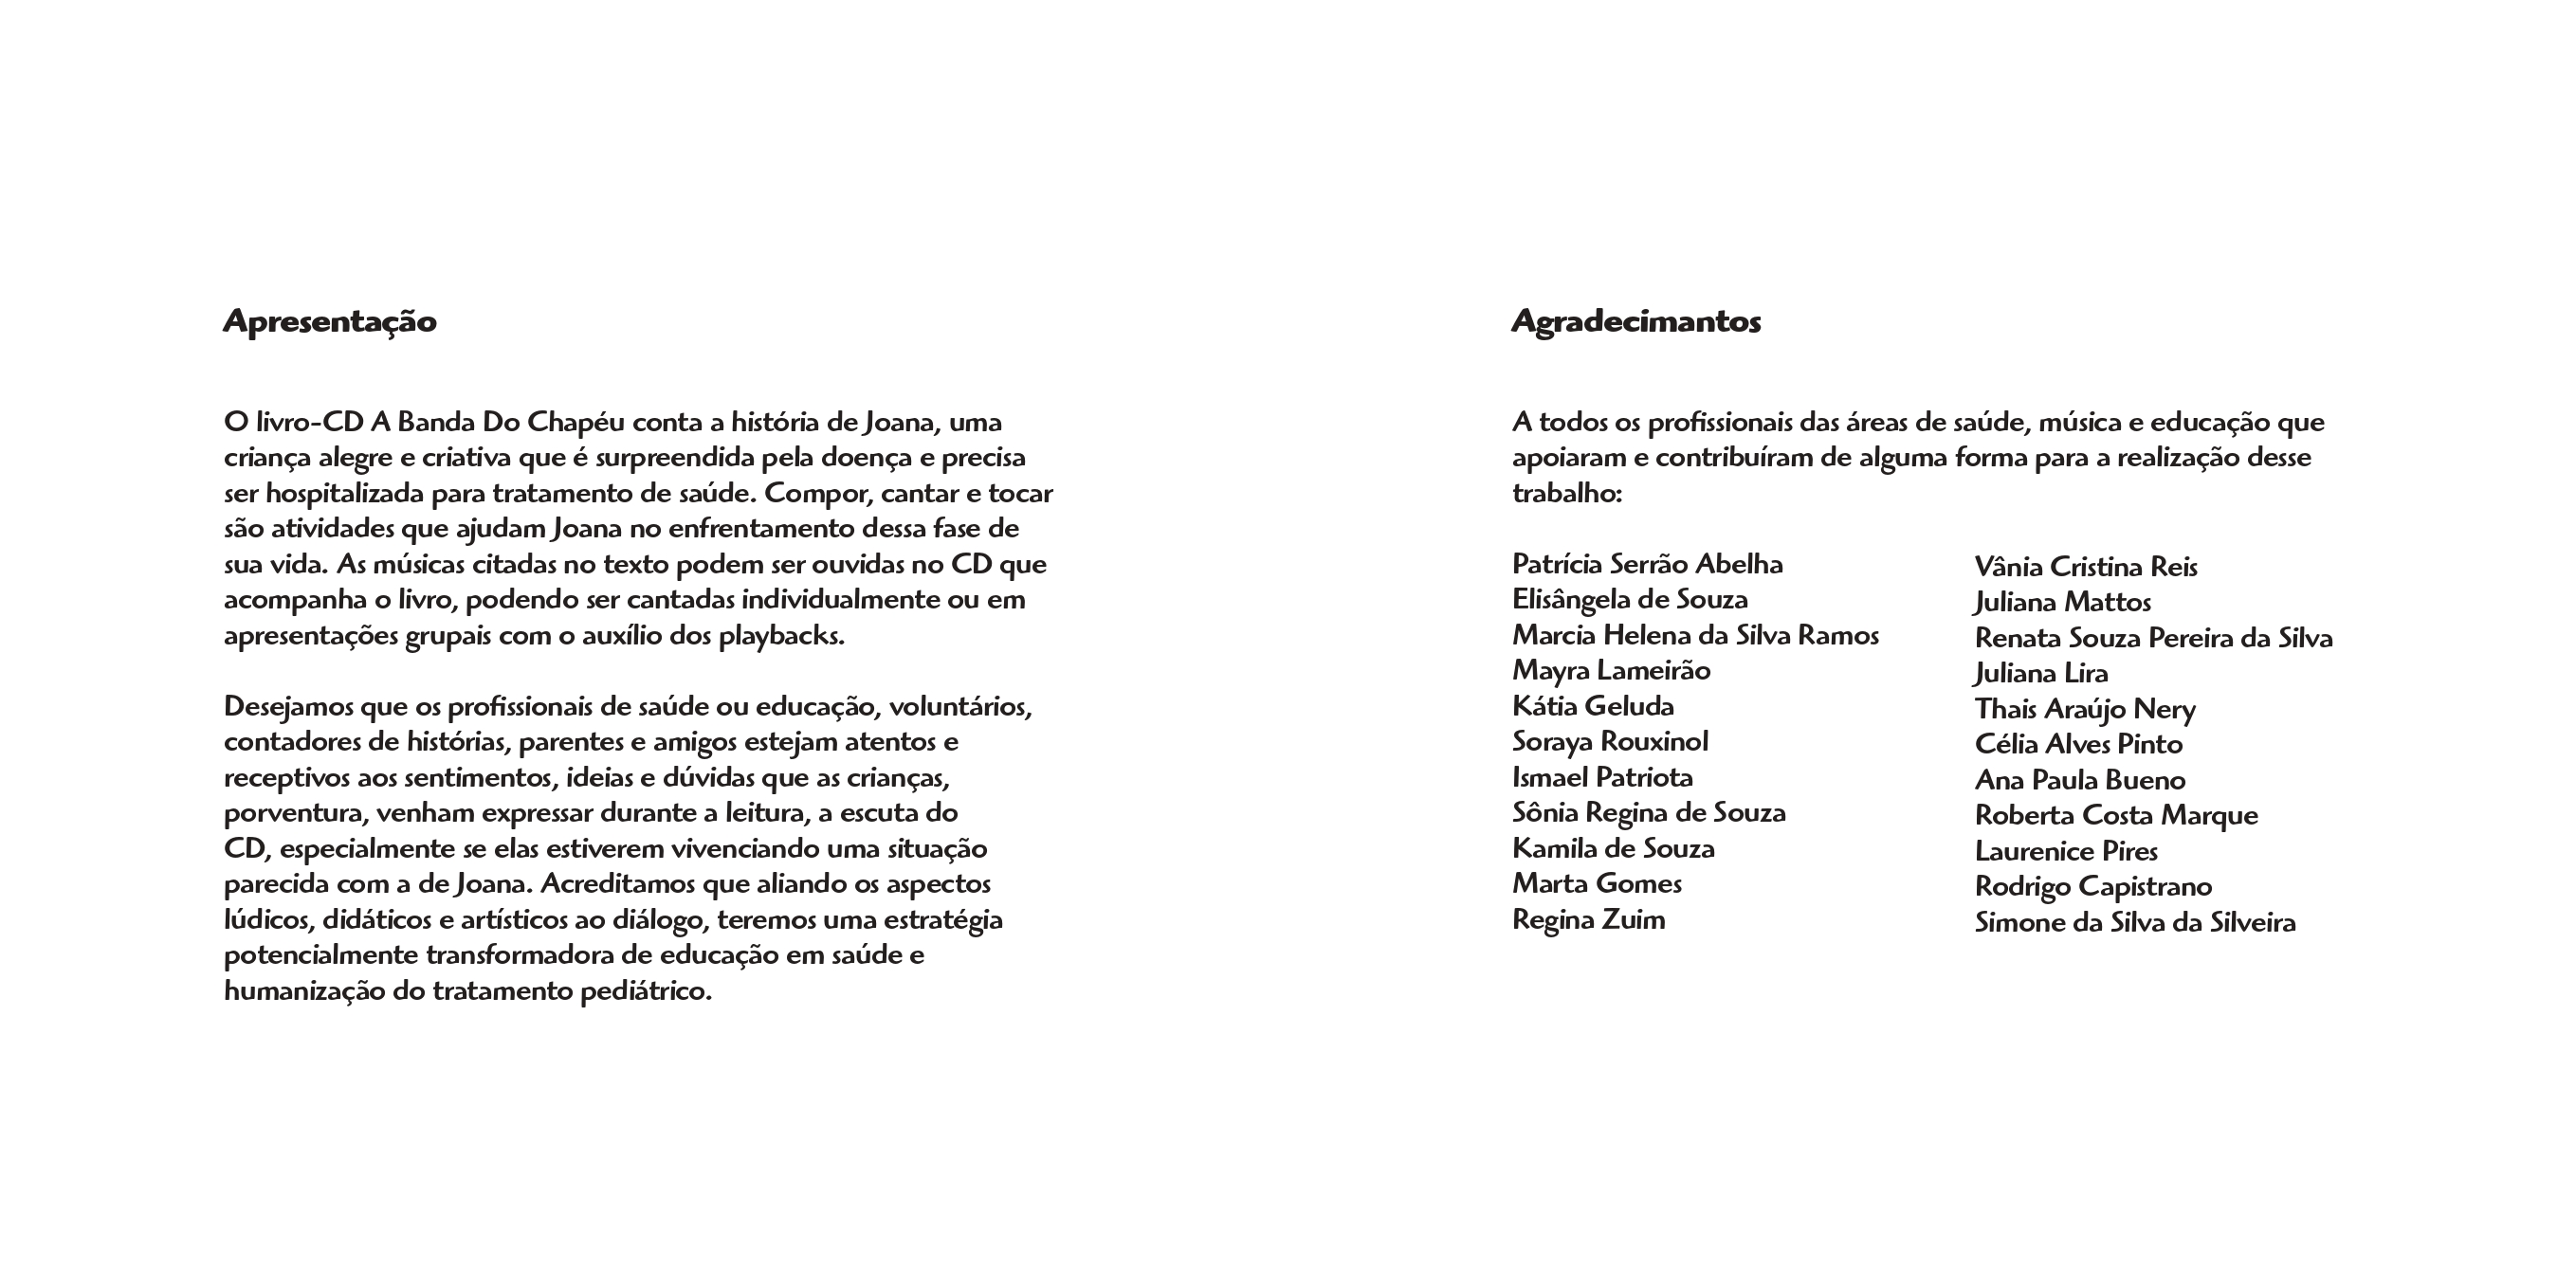 Apresentação
O livro-CD A Banda Do Chapéu conta a história de Joana, uma
criança alegre e criativa que é surpreendida pela doença e precisa
ser hospitalizada para tratamento de saúde. Compor, cantar e tocar
são atividades que ajudam Joana no enfrentamento dessa fase de
sua vida. As músicas citadas no texto podem ser ouvidas no CD que
acompanha o livro, podendo ser cantadas individualmente ou em
apresentações grupais com o auxílio dos playbacks.
Desejamos que os profissionais de saúde ou educação, voluntários,
contadores de histórias, parentes e amigos estejam atentos e
receptivos aos sentimentos, ideias e dúvidas que as crianças,
porventura, venham expressar durante a leitura, a escuta do
CD, especialmente se elas estiverem vivenciando uma situação
parecida com a de Joana. Acreditamos que aliando os aspectos
lúdicos, didáticos e artísticos ao diálogo, teremos uma estratégia
potencialmente transformadora de educação em saúde e
humanização do tratamento pediátrico.
Agradecimantos
A todos os profissionais das áreas de saúde, música e educação que
apoiaram e contribuíram de alguma forma para a realização desse
trabalho:
Patrícia Serrão Abelha
Elisângela de Souza
Marcia Helena da Silva Ramos
Mayra Lameirão
Kátia Geluda
Soraya Rouxinol
Ismael Patriota
Sônia Regina de Souza
Kamila de Souza
Marta Gomes
Regina Zuim
Vânia Cristina Reis
Juliana Mattos
Renata Souza Pereira da Silva
Juliana Lira
Thais Araújo Nery
Célia Alves Pinto
Ana Paula Bueno
Roberta Costa Marque
Laurenice Pires
Rodrigo Capistrano
Simone da Silva da Silveira